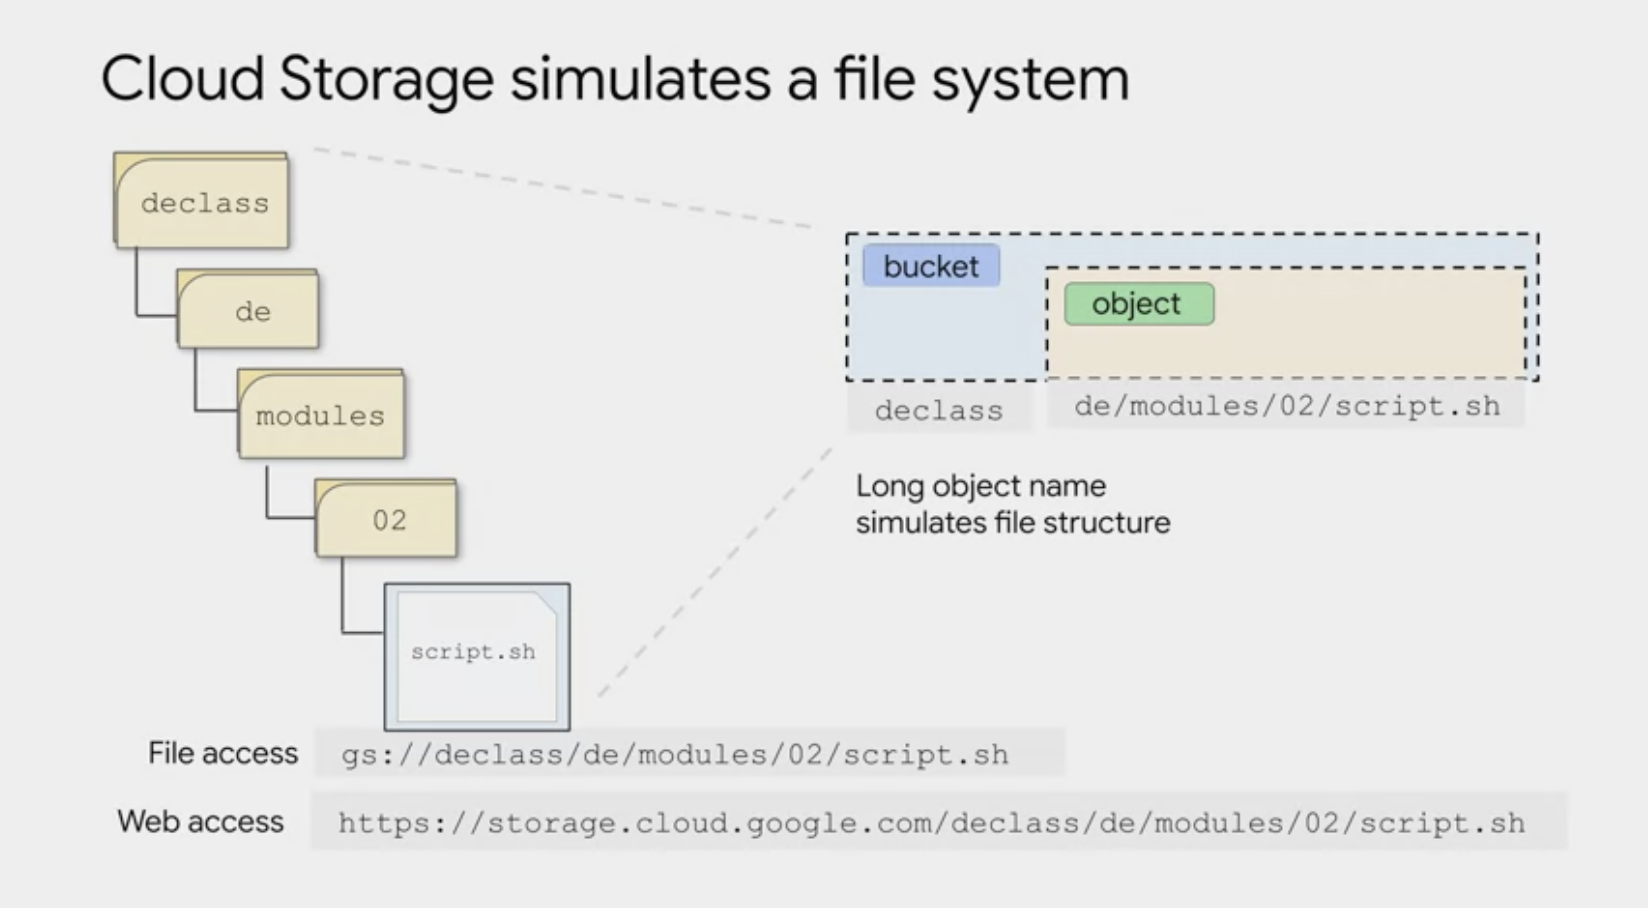 Cloud Storage simulates a file system
declass
de
modules
02
script.sh
bucket
object
declass
de/modules/02/script.sh
Long object name
simulates file structure
File access
gs://declass/de/modules/02/script.sh
Web access
https://storage.cloud.google.com/declass/de/modules/02/script.sh